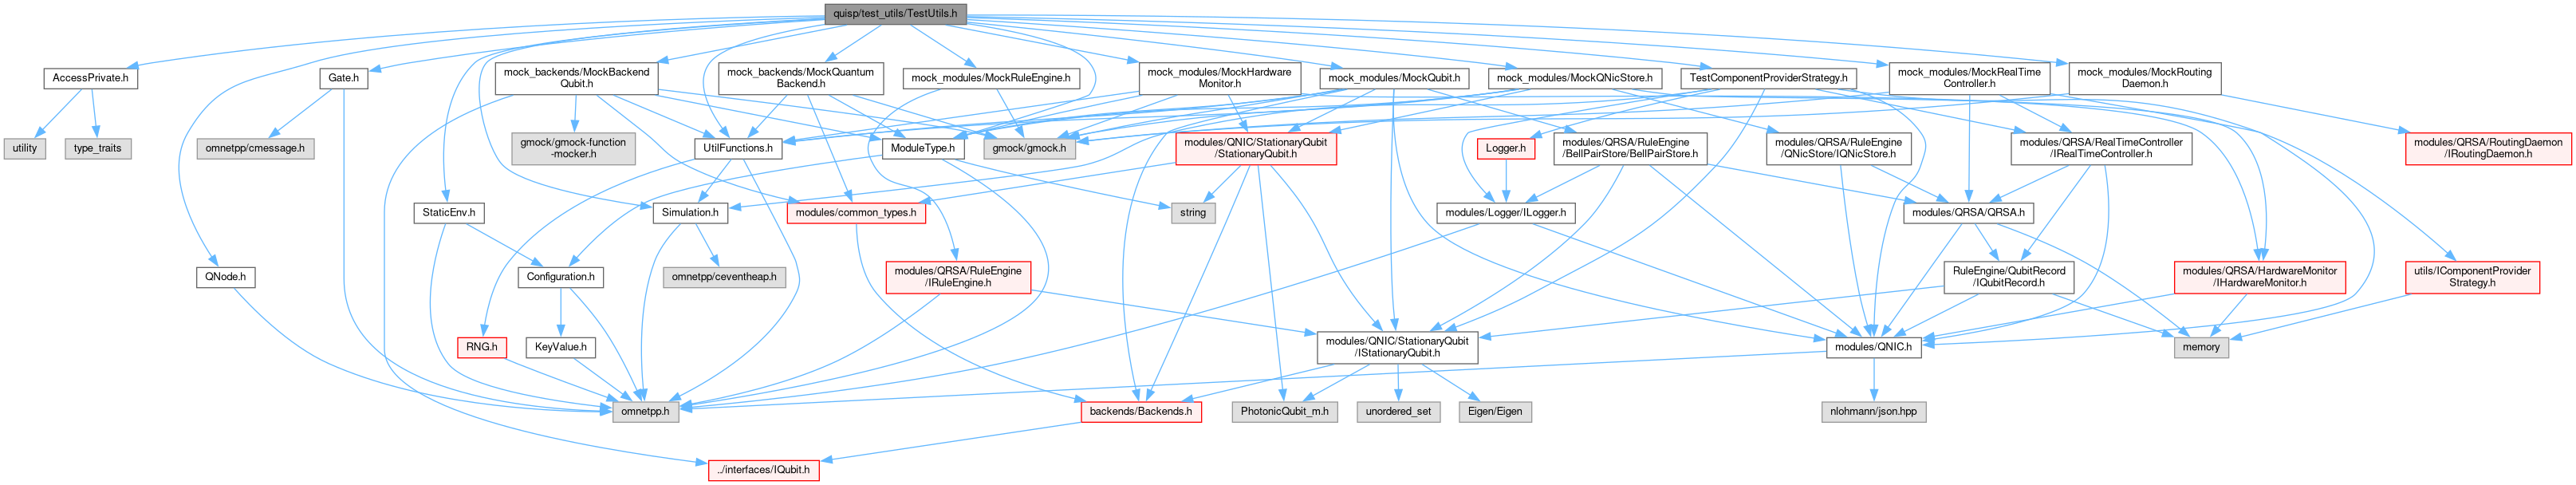 quisp/test_utils/TestUtils.h
AccessPrivate.h
Gate.h
mock_backends/MockBackend
Qubit.h
mock_backends/MockQuantum
Backend.h
mock_modules/MockRuleEngine.h
mock_modules/MockHardware
Monitor.h
mock_modules/MockQubit.h
mock_modules/MockQNicStore.h
TestComponentProviderStrategy.h
mock_modules/MockRealTime
Controller.h
mock_modules/MockRouting
Daemon.h
utility
type_traits
omnetpp/cmessage.h
gmock/gmock-function
-mocker.h
UtilFunctions.h
ModuleType.h
gmock/gmock.h
modules/QNIC/StationaryQubit
/StationaryQubit.h
Logger.h
modules/QRSA/RuleEngine
/BellPairStore/BellPairStore.h
modules/QRSA/RuleEngine
/QNicStore/IQNicStore.h
modules/QRSA/RealTimeController
/IRealTimeController.h
modules/QRSA/RoutingDaemon
/IRoutingDaemon.h
StaticEnv.h
Simulation.h
modules/common_types.h
string
modules/Logger/ILogger.h
modules/QRSA/QRSA.h
QNode.h
Configuration.h
omnetpp/ceventheap.h
modules/QRSA/RuleEngine
/IRuleEngine.h
RuleEngine/QubitRecord
/IQubitRecord.h
modules/QRSA/HardwareMonitor
/IHardwareMonitor.h
utils/IComponentProvider
Strategy.h
RNG.h
KeyValue.h
modules/QNIC/StationaryQubit
/IStationaryQubit.h
modules/QNIC.h
memory
omnetpp.h
backends/Backends.h
PhotonicQubit_m.h
unordered_set
Eigen/Eigen
nlohmann/json.hpp
../interfaces/IQubit.h